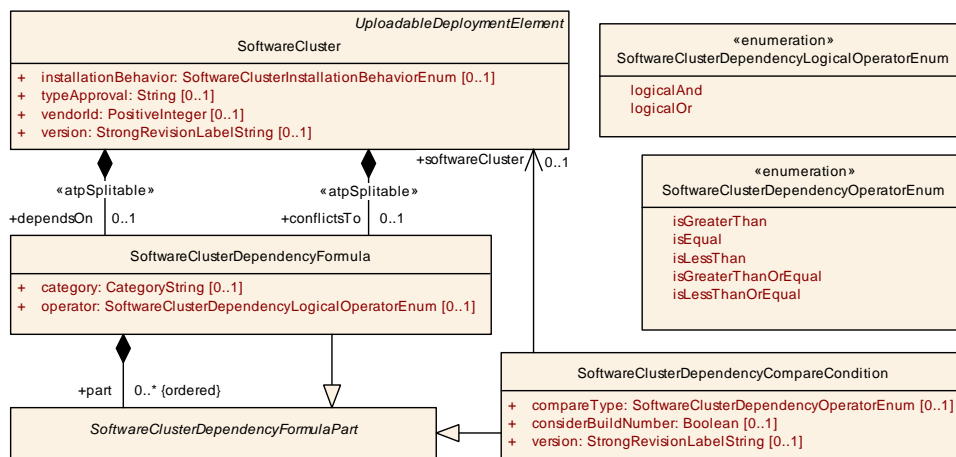 UploadableDeploymentElement
SoftwareCluster
+ installationBehavior: SoftwareClusterInstallationBehaviorEnum [0..1]
+ typeApproval: String [0..1]
+ vendorId: PositiveInteger [0..1]
+ version: StrongRevisionLabelString [0..1]
«enumeration»
SoftwareClusterDependencyLogicalOperatorEnum
logicalAnd
logicalOr
+softwareCluster 0..1
«atpSplitable» «atpSplitable»
+dependsOn 0..1 +conflictsTo 0..1
«enumeration»
SoftwareClusterDependencyOperatorEnum
isGreaterThan
isEqual
isLessThan
isGreaterThanOrEqual
isLessThanOrEqual
SoftwareClusterDependencyFormula
+ category: CategoryString [0..1]
+ operator: SoftwareClusterDependencyLogicalOperatorEnum [0..1]
+part 0..* {ordered}
SoftwareClusterDependencyFormulaPart
SoftwareClusterDependencyCompareCondition
+ compareType: SoftwareClusterDependencyOperatorEnum [0..1]
+ considerBuildNumber: Boolean [0..1]
+ version: StrongRevisionLabelString [0..1]